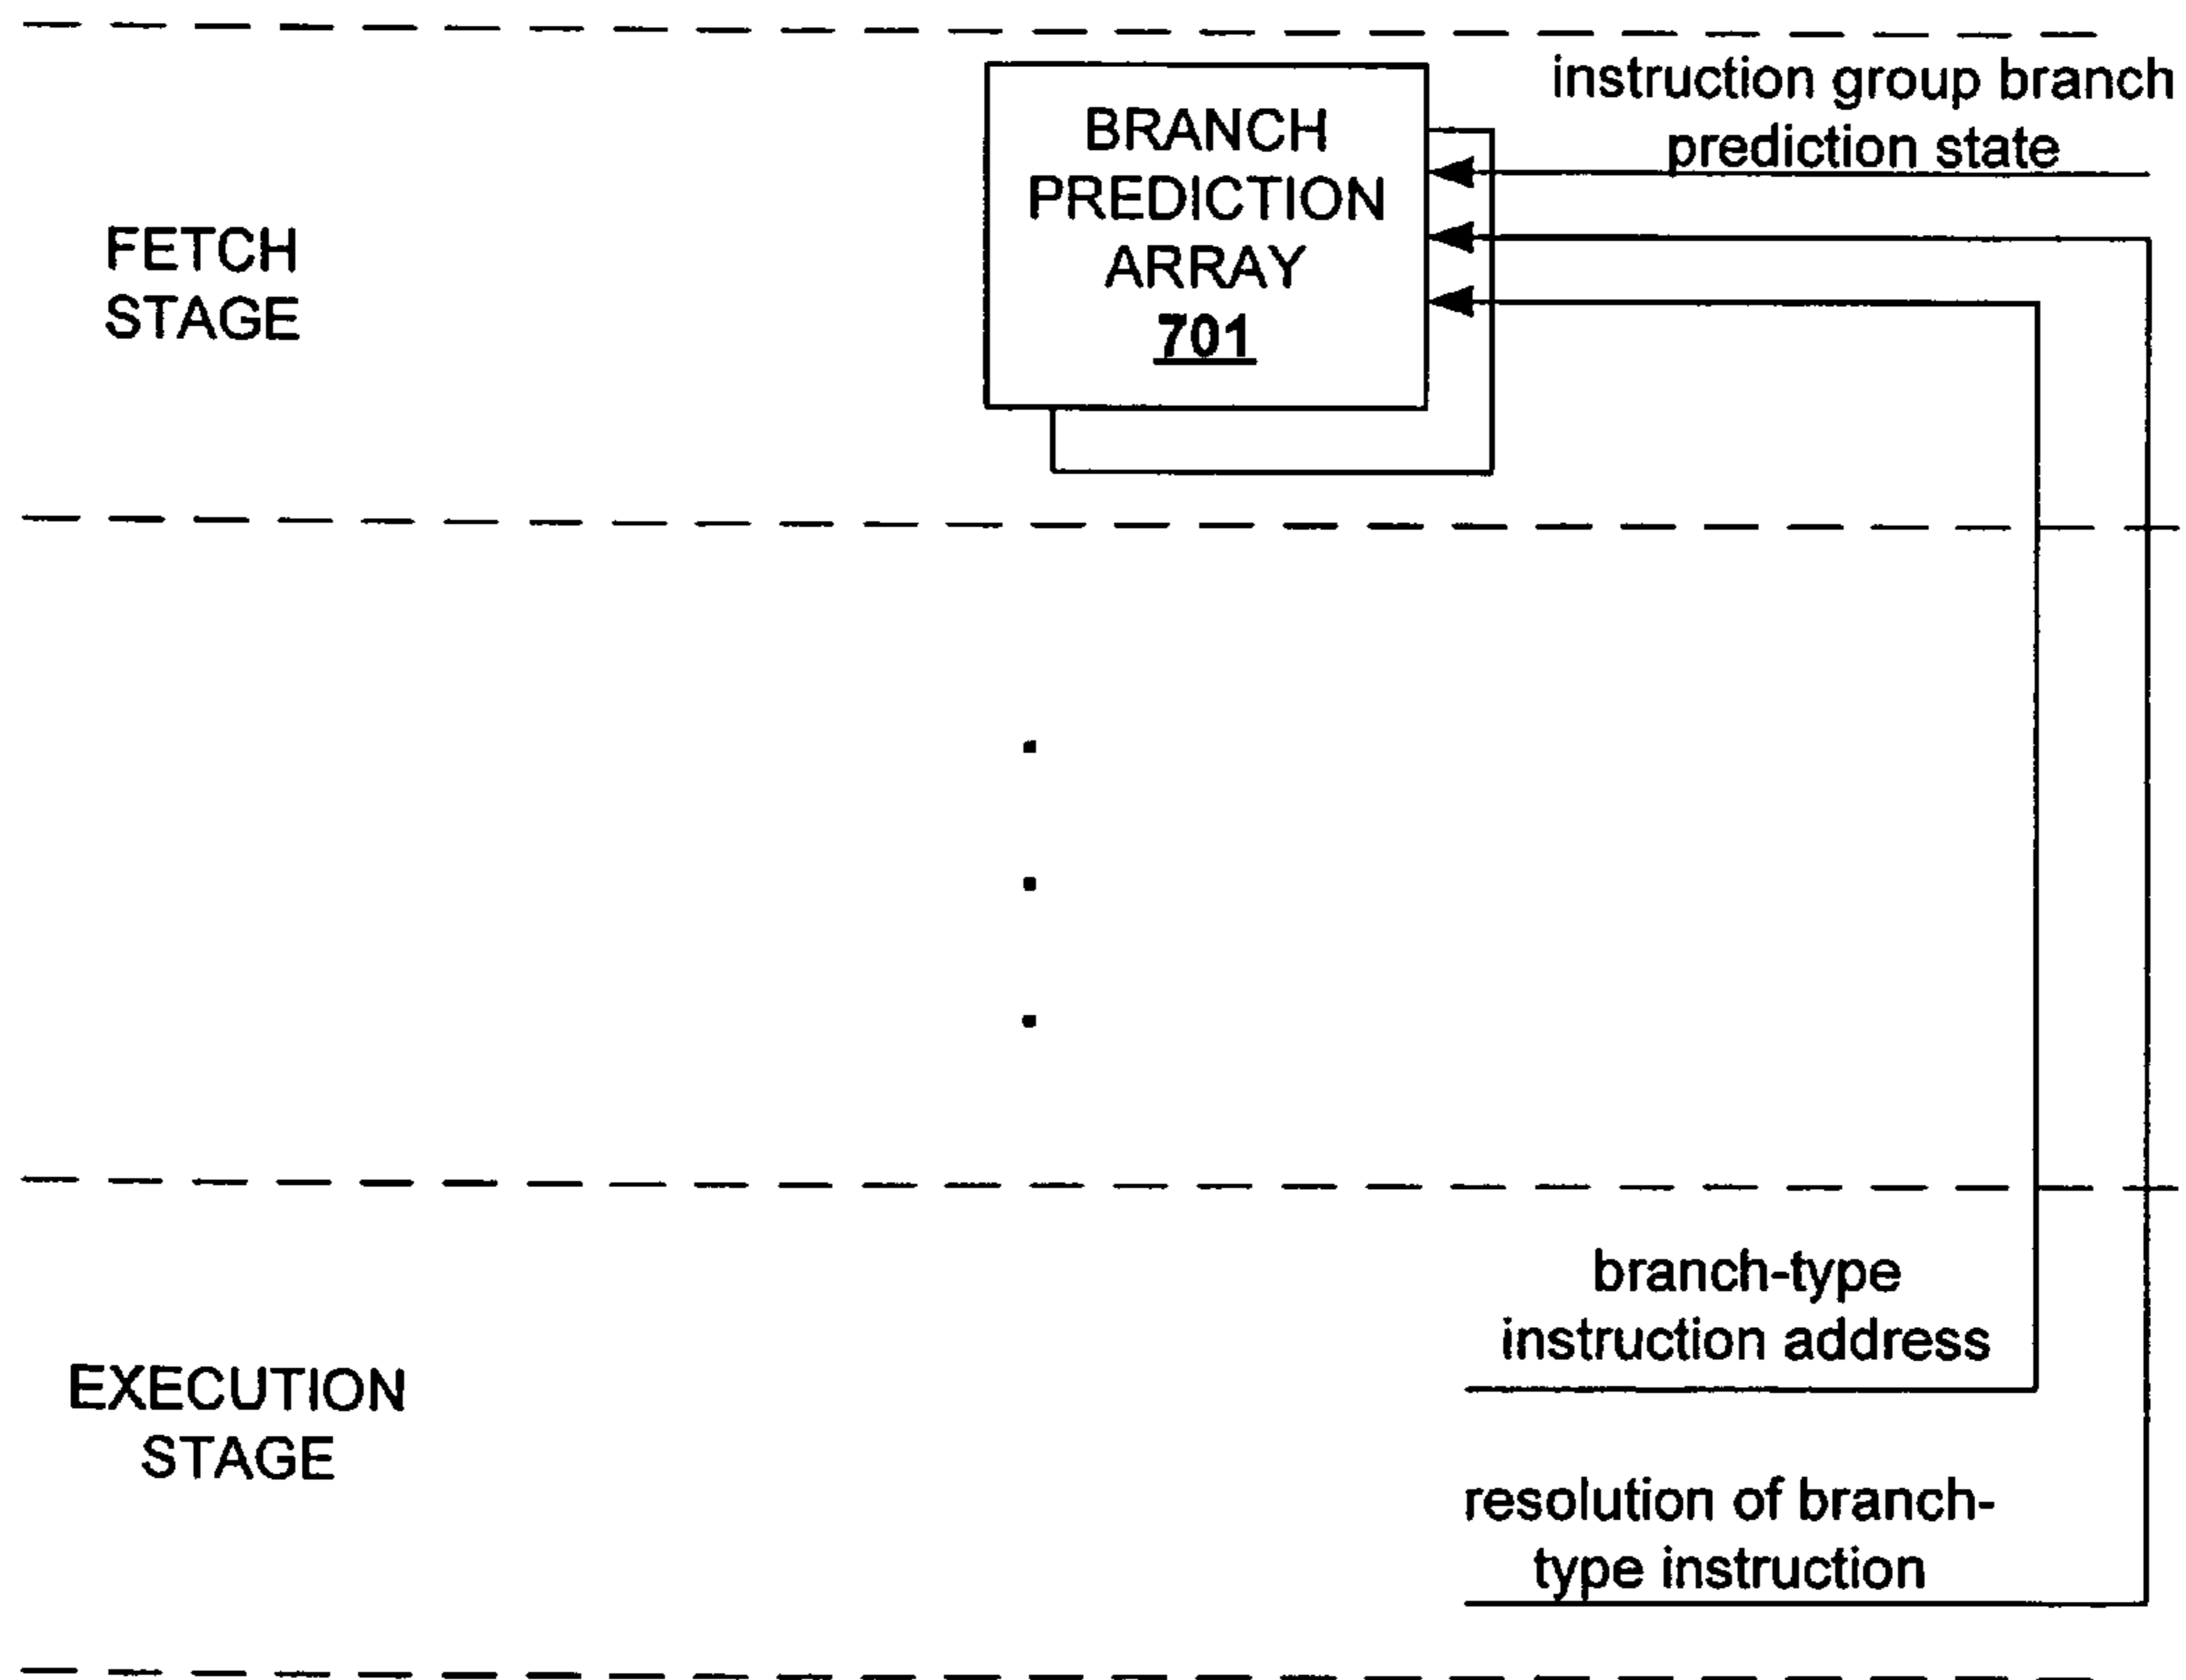 instruction group branch
prediction state
BRANCH
PREDICTION
ARRAY
701
FETCH
STAGE
branch-type
instruction address
EXECUTION
STAGE
resolution of branch-
type instruction